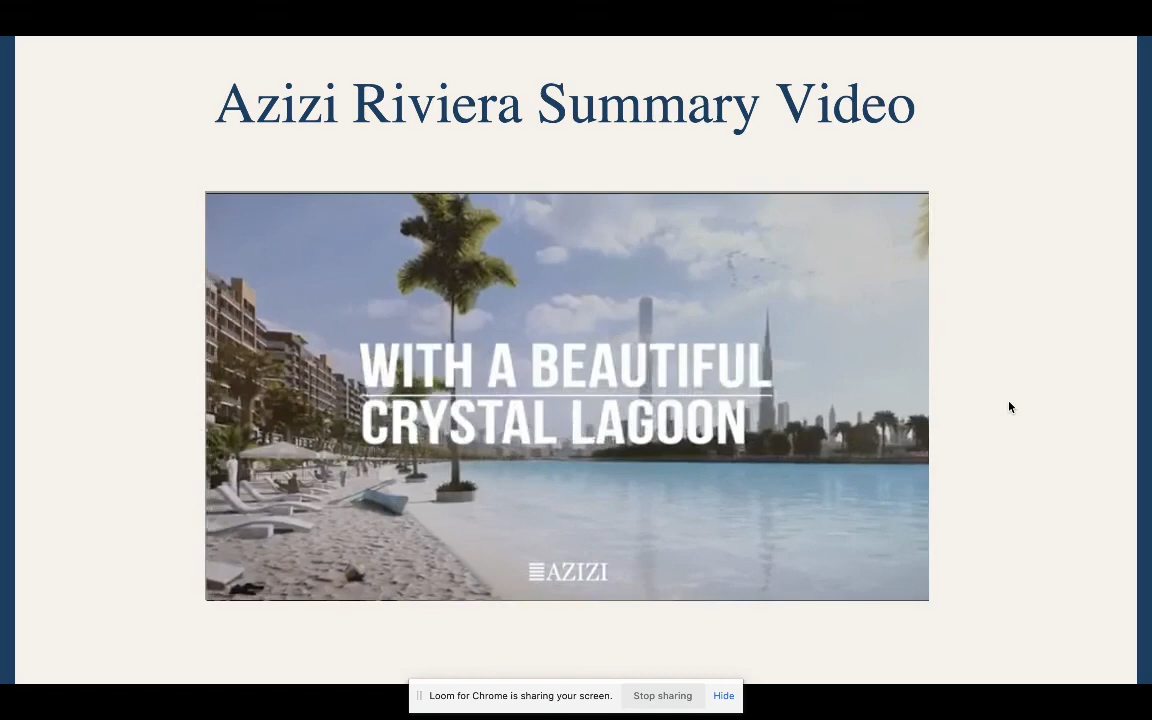 Azizi Riviera Summary Video
WITH A BEAUTIFUL
CRYSTAL LAGOON
AZIZI
Loom for Chrome is sharing your screen. Stop sharing Hide